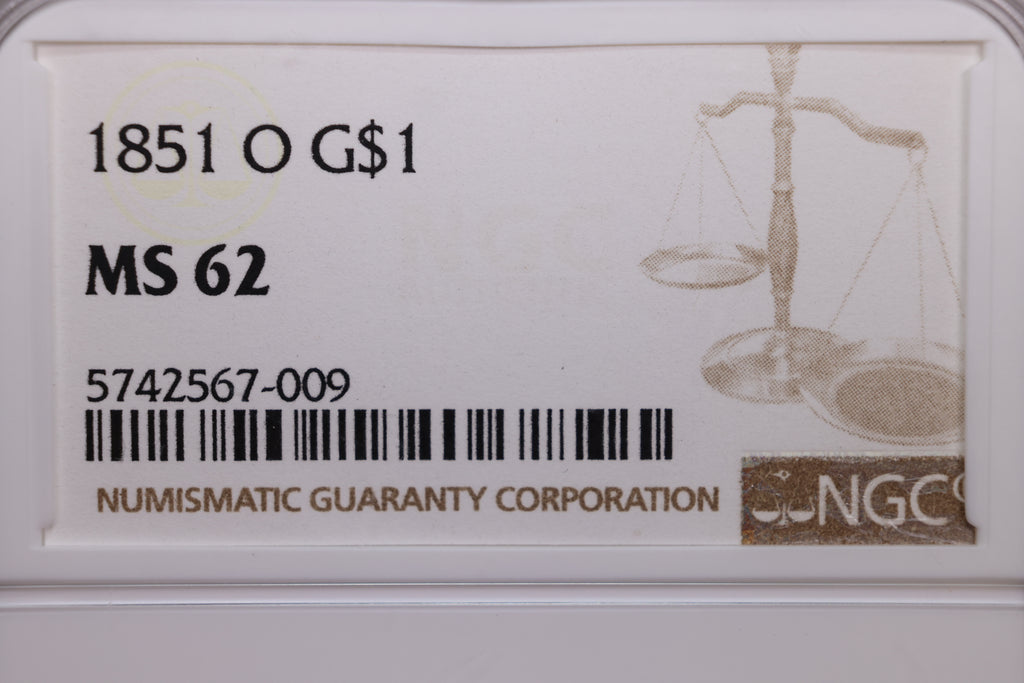 1851 O G$1
MS 62
5742567-009
NUMISMATIC GUARANTY CORPORATION
NGC